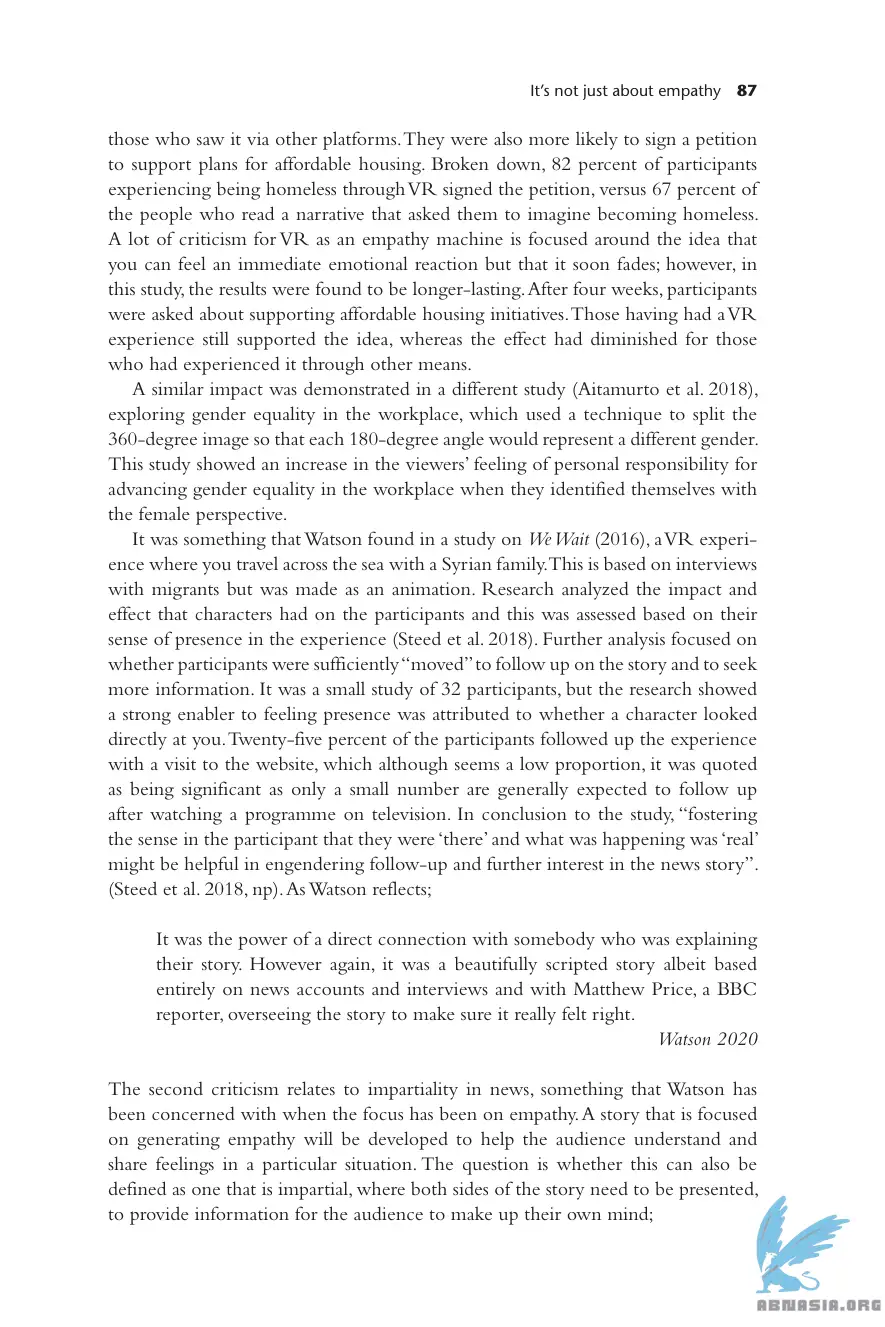 It's not just about empathy 87
those who saw it via other platforms. They were also more likely to sign a petition
to support plans for affordable housing. Broken down, 82 percent of participants
experiencing being homeless through VR signed the petition, versus 67 percent of
the people who read a narrative that asked them to imagine becoming homeless.
A lot of criticism for VR as an empathy machine is focused around the idea that
you can feel an immediate emotional reaction but that it soon fades; however, in
this study, the results were found to be longer-lasting. After four weeks, participants
were asked about supporting affordable housing initiatives. Those having had a VR
experience still supported the idea, whereas the effect had diminished for those
who had experienced it through other means.
A similar impact was demonstrated in a different study (Aitamurto et al. 2018),
exploring gender equality in the workplace, which used a technique to split the
360-degree image so that each 180-degree angle would represent a different gender.
This study showed an increase in the viewers' feeling of personal responsibility for
advancing gender equality in the workplace when they identified themselves with
the female perspective.
It was something that Watson found in a study on We Wait (2016), a VR experi-
ence where you travel across the sea with a Syrian family. This is based on interviews
with migrants but was made as an animation. Research analyzed the impact and
effect that characters had on the participants and this was assessed based on their
sense of presence in the experience (Steed et al. 2018). Further analysis focused on
whether participants were sufficiently “moved” to follow up on the story and to seek
more information. It was a small study of 32 participants, but the research showed
a strong enabler to feeling presence was attributed to whether a character looked
directly at you. Twenty-five percent of the participants followed up the experience
with a visit to the website, which although seems a low proportion, it was quoted
as being significant as only a small number are generally expected to follow up
after watching a programme on television. In conclusion to the study, “fostering
the sense in the participant that they were ‘there’ and what was happening was ‘real’
might be helpful in engendering follow-up and further interest in the news story”.
(Steed et al. 2018, np). As Watson reflects;
It was the power of a direct connection with somebody who was explaining
their story. However again, it was a beautifully scripted story albeit based
entirely on news accounts and interviews and with Matthew Price, a BBC
reporter, overseeing the story to make sure it really felt right.
Watson 2020
The second criticism relates to impartiality in news, something that Watson has
been concerned with when the focus has been on empathy. A story that is focused
on generating empathy will be developed to help the audience understand and
share feelings in a particular situation. The question is whether this can also be
defined as one that is impartial, where both sides of the story need to be presented,
to provide information for the audience to make up their own mind;
ABNASIA.ORG